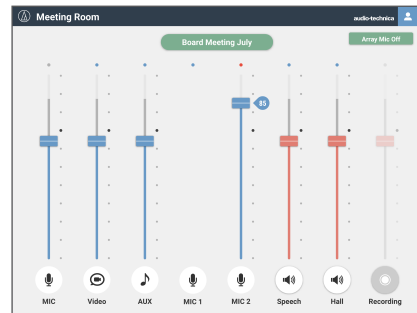 Meeting Room
audio-technica
Board Meeting July
Array Mic Off
85
MIC
Video
AUX
MIC 1
MIC 2
Speech
Hall
Recording